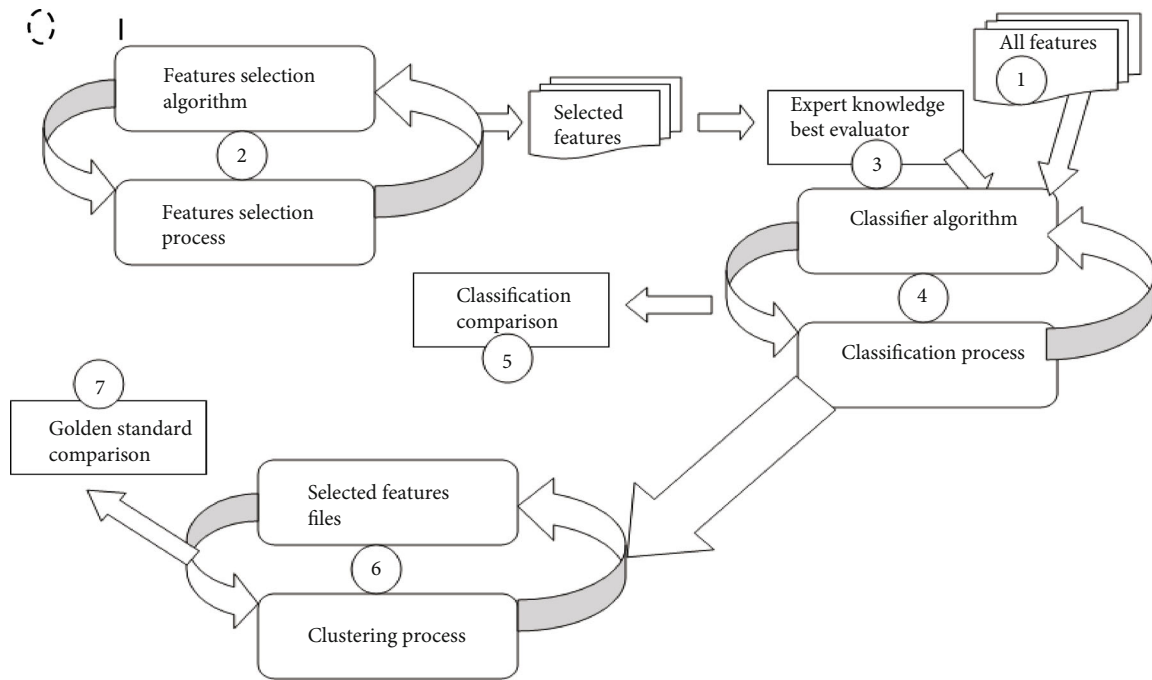 All features
1
Features selection
algorithm
2
Features selection
process
Selected
features
Expert knowledge
best evaluator
3
Classifier algorithm
4
Classification process
Classification
comparison
5
7
Golden standard
comparison
Selected features
files
6
Clustering process